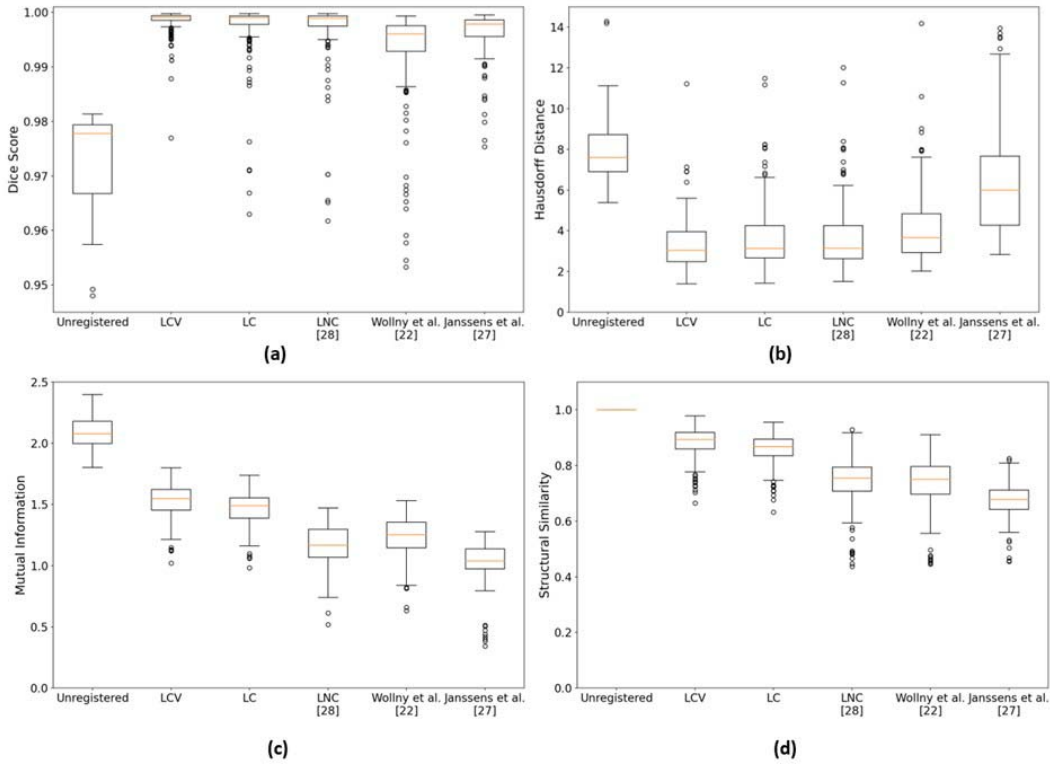 1.00
0.99
0.98
0.97
0.96
0.95
Dice Score
Unregistered LCV LC LNC Wollny et al. Janssens et al.
[28] [22] [27]
(a)
14
12
10
8
6
4
2
0
Hausdorff Distance
Unregistered LCV LC LNC Wollny et al. Janssens et al.
[28] [22] [27]
(b)
2.5
2.0
1.5
1.0
0.5
0.0
Mutual Information
Unregistered LCV LC LNC Wollny et al. Janssens et al.
[28] [22] [27]
(c)
1.0
0.8
0.6
0.4
0.2
0.0
Structural Similarity
Unregistered LCV LC LNC Wollny et al. Janssens et al.
[28] [22] [27]
(d)